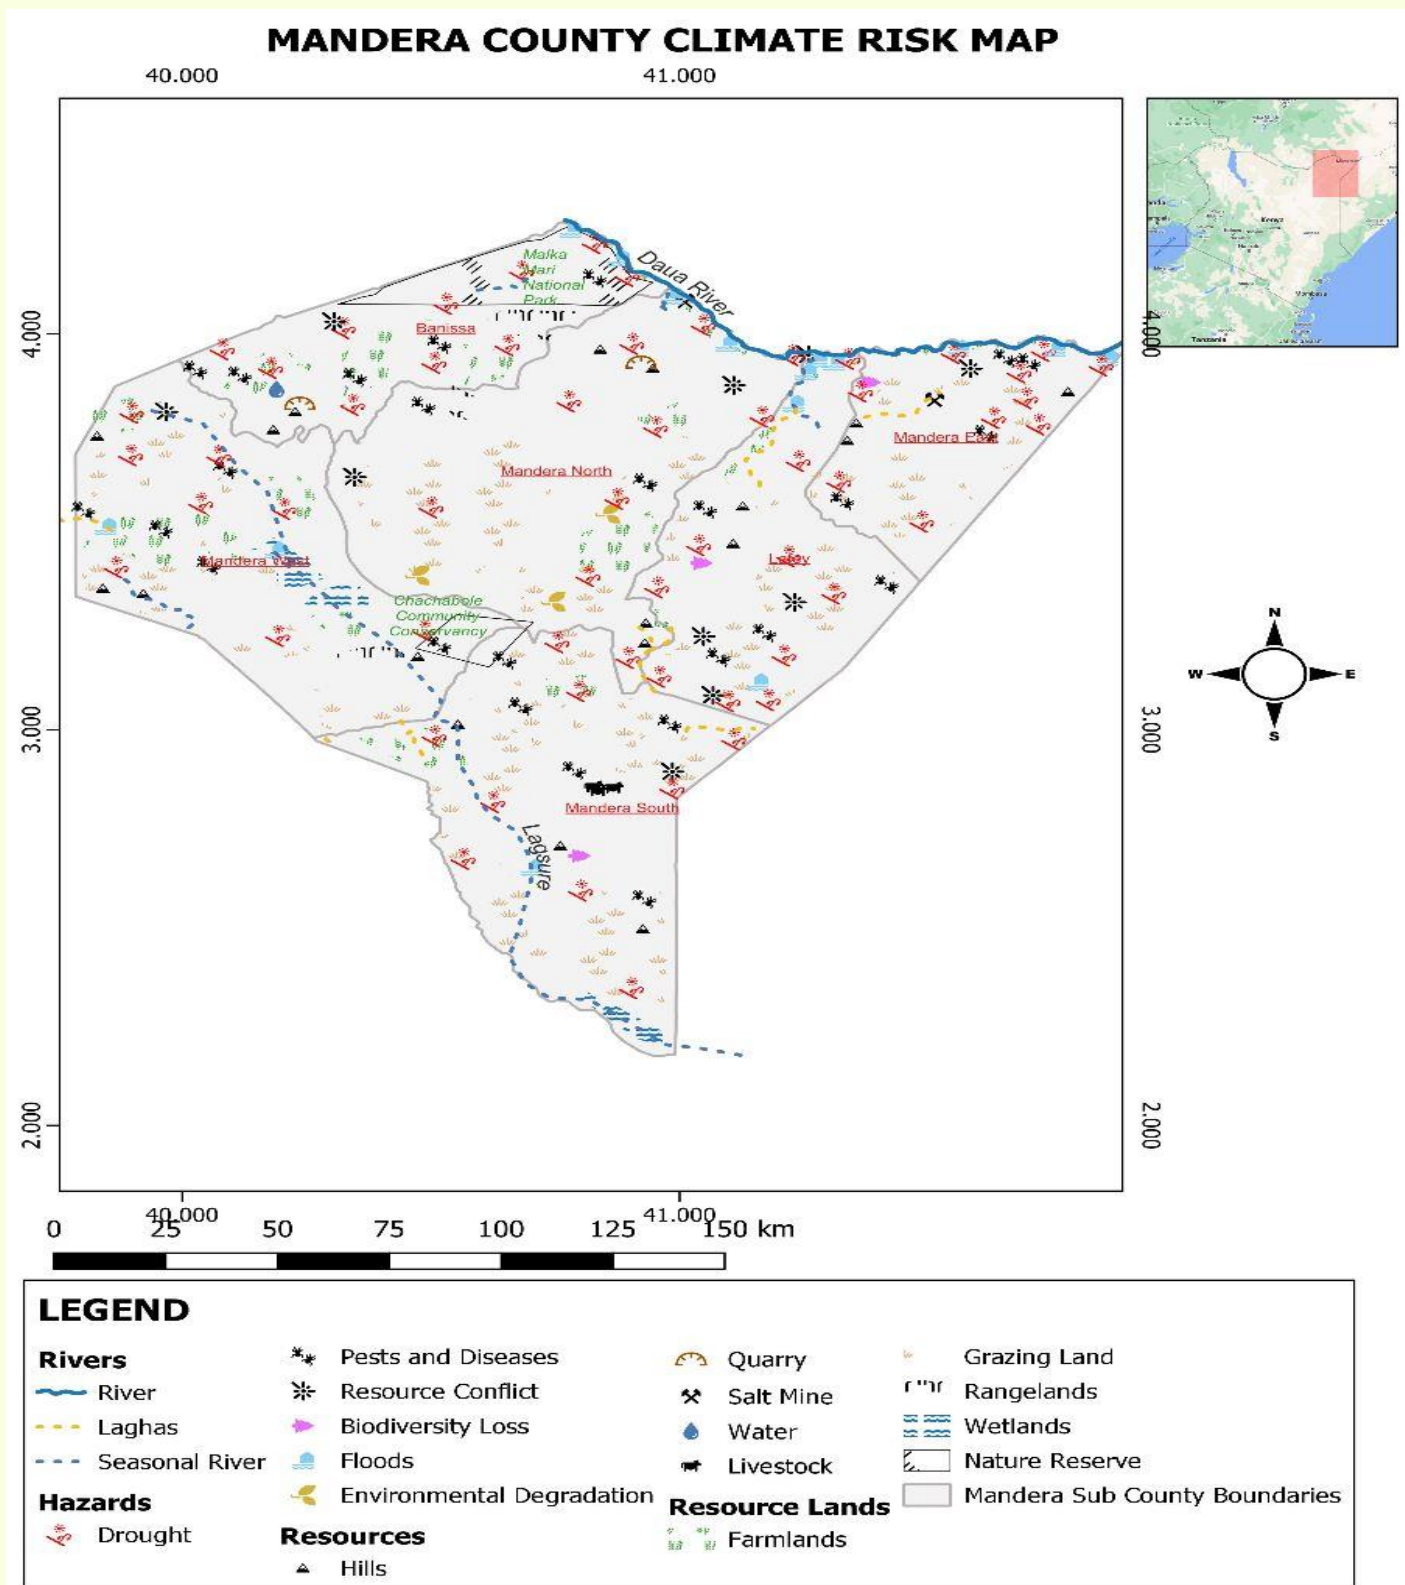 MANDERA COUNTY CLIMATE RISK MAP
40.000 41.000
4.000 4.000
3.000 3.000
2.000 2.000
Malka
Mari
National
Park
Daua River
Banissa
Mandera North
Mandera East
Mandera West
Lafey
Chachabole
Community
Conservancy
Mandera South
Lagsure
Kenya
Tanzania
N
W E
S
40.000 41.000
0 25 50 75 100 125 150 km
LEGEND
Rivers
River
Laghas
Seasonal River
Hazards
Drought
Pests and Diseases
Resource Conflict
Biodiversity Loss
Floods
Environmental Degradation
Resources
Hills
Quarry
Salt Mine
Water
Livestock
Resource Lands
Farmlands
Grazing Land
Rangelands
Wetlands
Nature Reserve
Mandera Sub County Boundaries